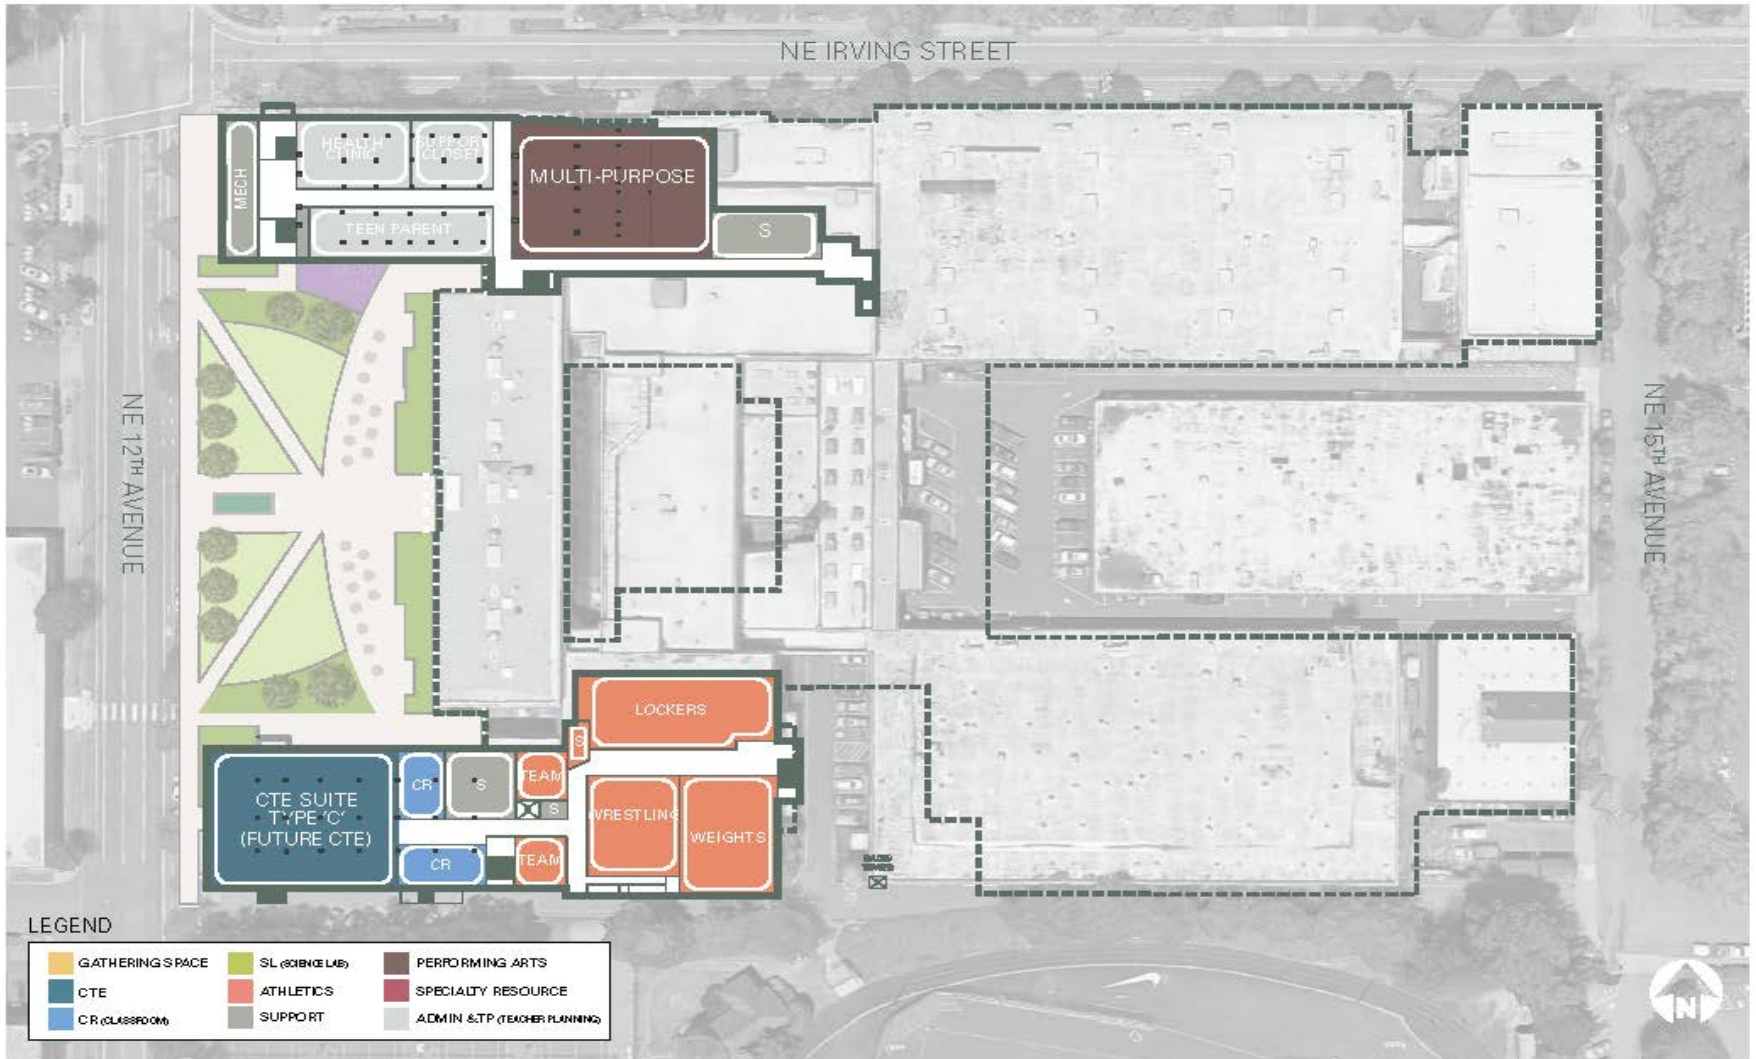 NE IRVING STREET
HEALTH
CLINIC
SUPPORT
CLOSET
MECH
MULTI-PURPOSE
TEEN PARENT
S
NE 12TH AVENUE
NE 15TH AVENUE
LOCKERS
S
CTE SUITE
TYPE 'C'
(FUTURE CTE)
CR
S
TEAM
S
WRESTLING
WEIGHTS
CR
TEAM
LEGEND
GATHERING SPACE
SL (SCIENCE LAB)
PERFORMING ARTS
CTE
ATHLETICS
SPECIALTY RESOURCE
CR (CLASSROOM)
SUPPORT
ADMIN & TP (TEACHER PLANNING)
N